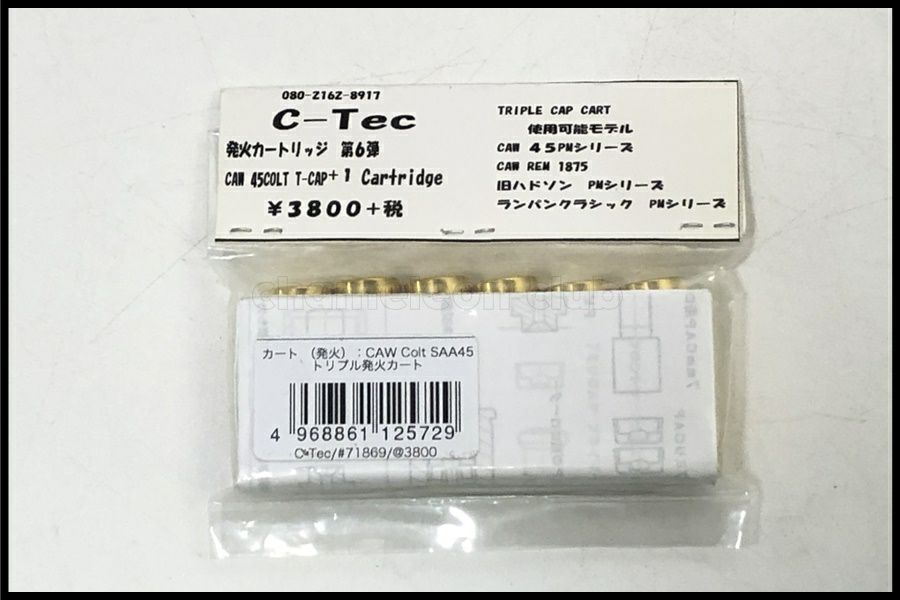 080-2162-8917
C-Tec
発火カートリッジ 第6弾
CAW 45COLT T-CAP+1 Cartridge
¥3800+税
TRIPLE CAP CART
使用可能モデル
CAW 45PMシリーズ
CAW REM 1875
旧ハドソン PMシリーズ
ランパンクラシック PMシリーズ
chameleon club
カート （発火）：CAW Colt SAA45
トリプル発火カート
4 968861 125729
C-Tec/#71869/@3800